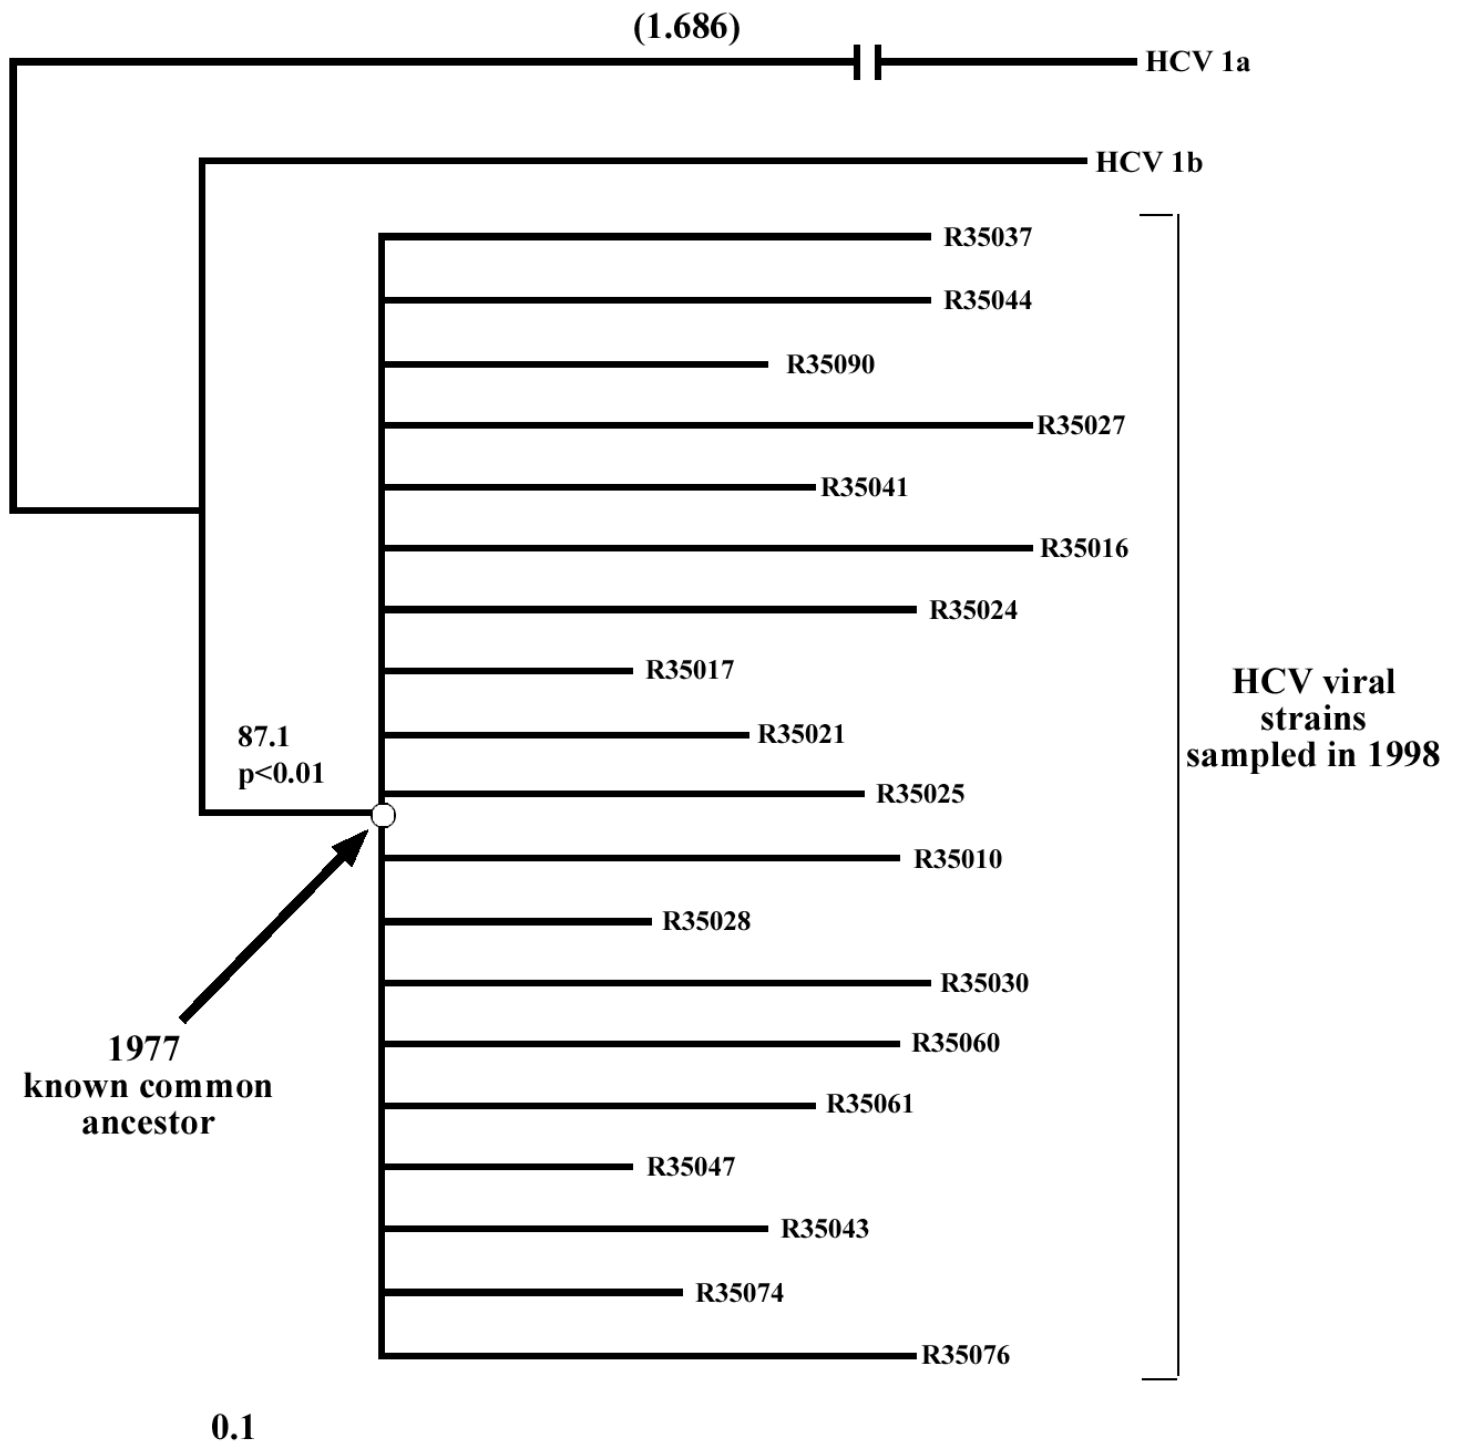 (1.686)
HCV 1a
HCV 1b
R35037
R35044
R35090
R35027
R35041
R35016
R35024
R35017
R35021
R35025
R35010
R35028
R35030
R35060
R35061
R35047
R35043
R35074
R35076
HCV viral
strains
sampled in 1998
87.1
p<0.01
1977
known common
ancestor
0.1